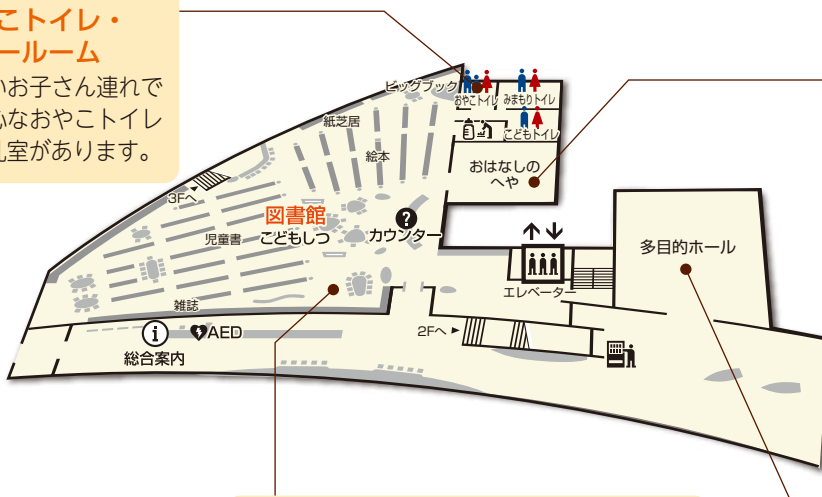 こトイレ・
ールーム
いお子さん連れで
心なおやこトイレ
乳室があります。
ビッグブック
おやこトイレ
みまもりトイレ
こどもトイレ
紙芝居
絵本
おはなしの
へや
3Fへ
図書館
こどもしつ
児童書
?
カウンター
多目的ホール
エレベーター
雑誌
2Fへ
i
AED
総合案内